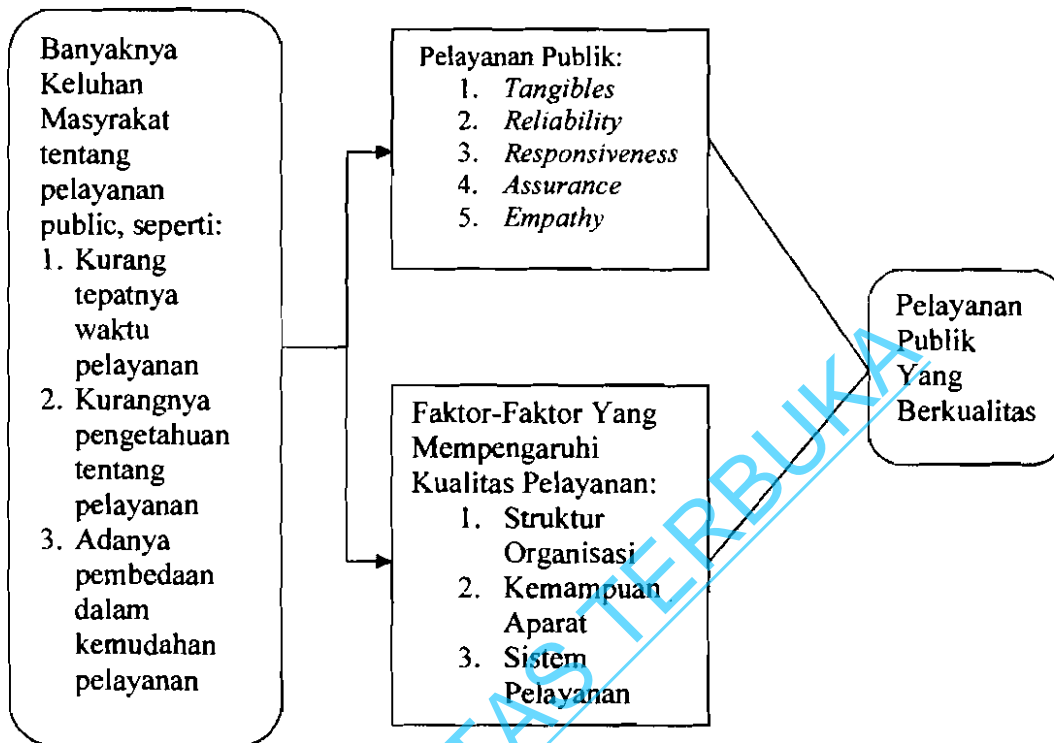 Banyaknya
Keluhan
Masyrakat
tentang
pelayanan
public, seperti:
1. Kurang
tepatnya
waktu
pelayanan
2. Kurangnya
pengetahuan
tentang
pelayanan
3. Adanya
pembedaan
dalam
kemudahan
pelayanan
Pelayanan Publik:
1. Tangibles
2. Reliability
3. Responsiveness
4. Assurance
5. Empathy
Faktor-Faktor Yang
Mempengaruhi
Kualitas Pelayanan:
1. Struktur
Organisasi
2. Kemampuan
Aparat
3. Sistem
Pelayanan
Pelayanan
Publik
Yang
Berkualitas
TAS TERBUKA